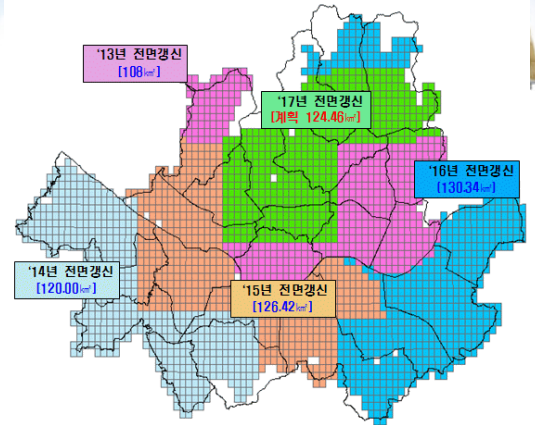 ‘13년 전면갱신
[108㎢]
‘17년 전면갱신
[계획 124.46㎢]
‘16년 전면갱신
(130.34㎢)
‘14년 전면갱신
[120.00㎢]
‘15년 전면갱신
[126.42㎢]